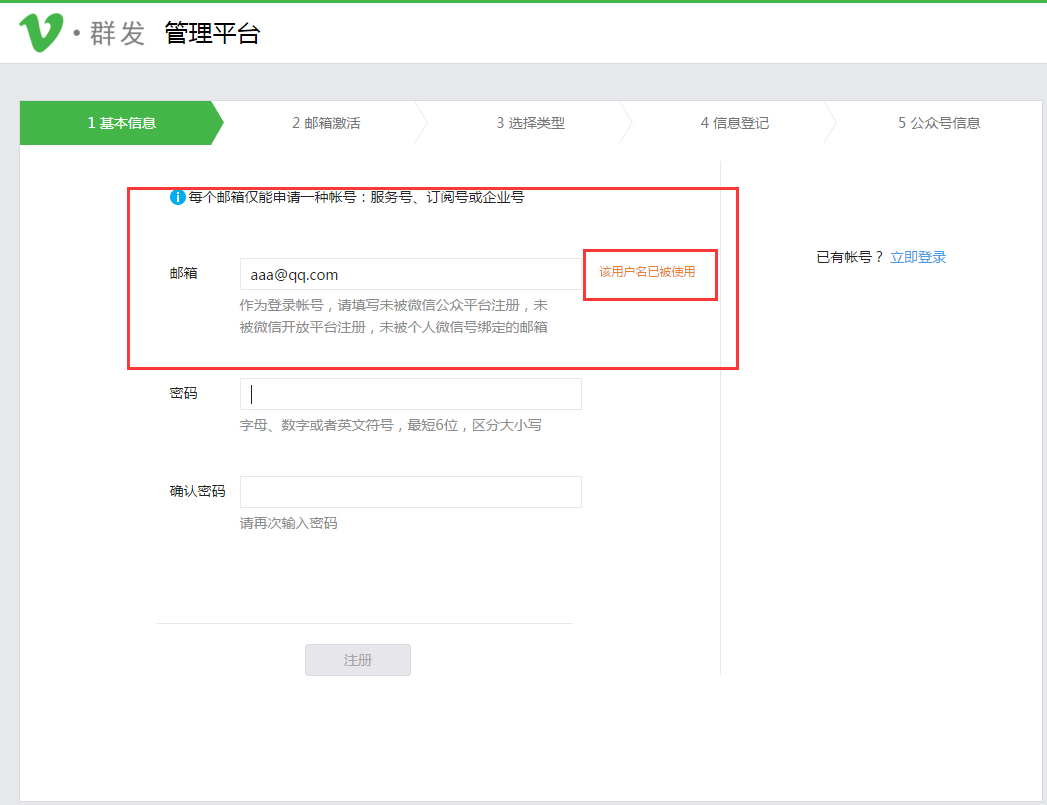 ·群发 管理平台
1 基本信息 2 邮箱激活 3 选择类型 4 信息登记 5 公众号信息
每个邮箱仅能申请一种帐号：服务号、订阅号或企业号
已有帐号？ 立即登录
邮箱 aaa@qq.com 该用户名已被使用
作为登录帐号，请填写未被微信公众平台注册，未
被微信开放平台注册，未被个人微信号绑定的邮箱
密码
字母、数字或者英文符号，最短6位，区分大小写
确认密码
请再次输入密码
注册